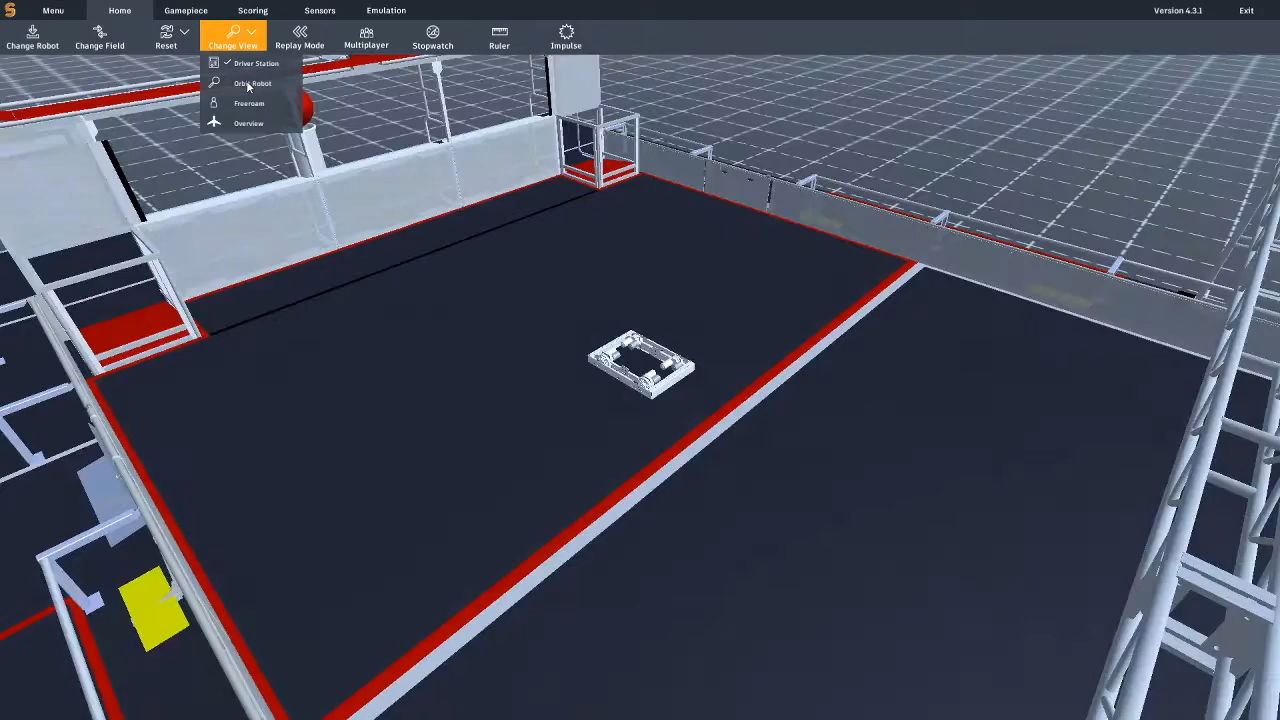 Menu Home Gamepiece Scoring Sensors Emulation Version 4.3.1 Exit
Change Robot Change Field Reset Change View Replay Mode Multiplayer Stopwatch Ruler Impulse
Driver Station
Orbit Robot
Freeroam
Overview